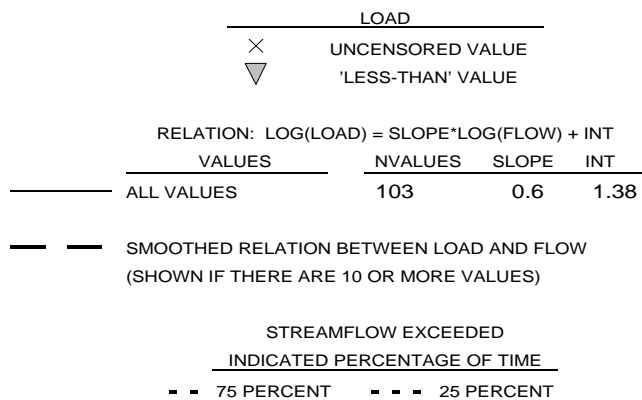 LOAD
× UNCENSORED VALUE
'LESS-THAN' VALUE
RELATION: LOG(LOAD) = SLOPE*LOG(FLOW) + INT
VALUES NVALUES SLOPE INT
ALL VALUES 103 0.6 1.38
SMOOTHED RELATION BETWEEN LOAD AND FLOW
(SHOWN IF THERE ARE 10 OR MORE VALUES)
STREAMFLOW EXCEEDED
INDICATED PERCENTAGE OF TIME
75 PERCENT 25 PERCENT